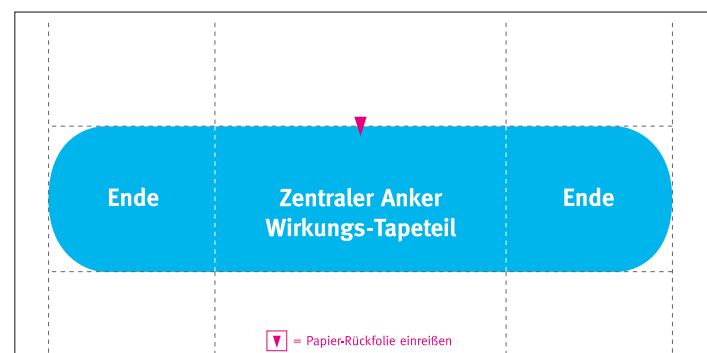 Ende
Zentraler Anker
Wirkungs-Tapeteil
Ende
= Papier-Rückfolie einreißen